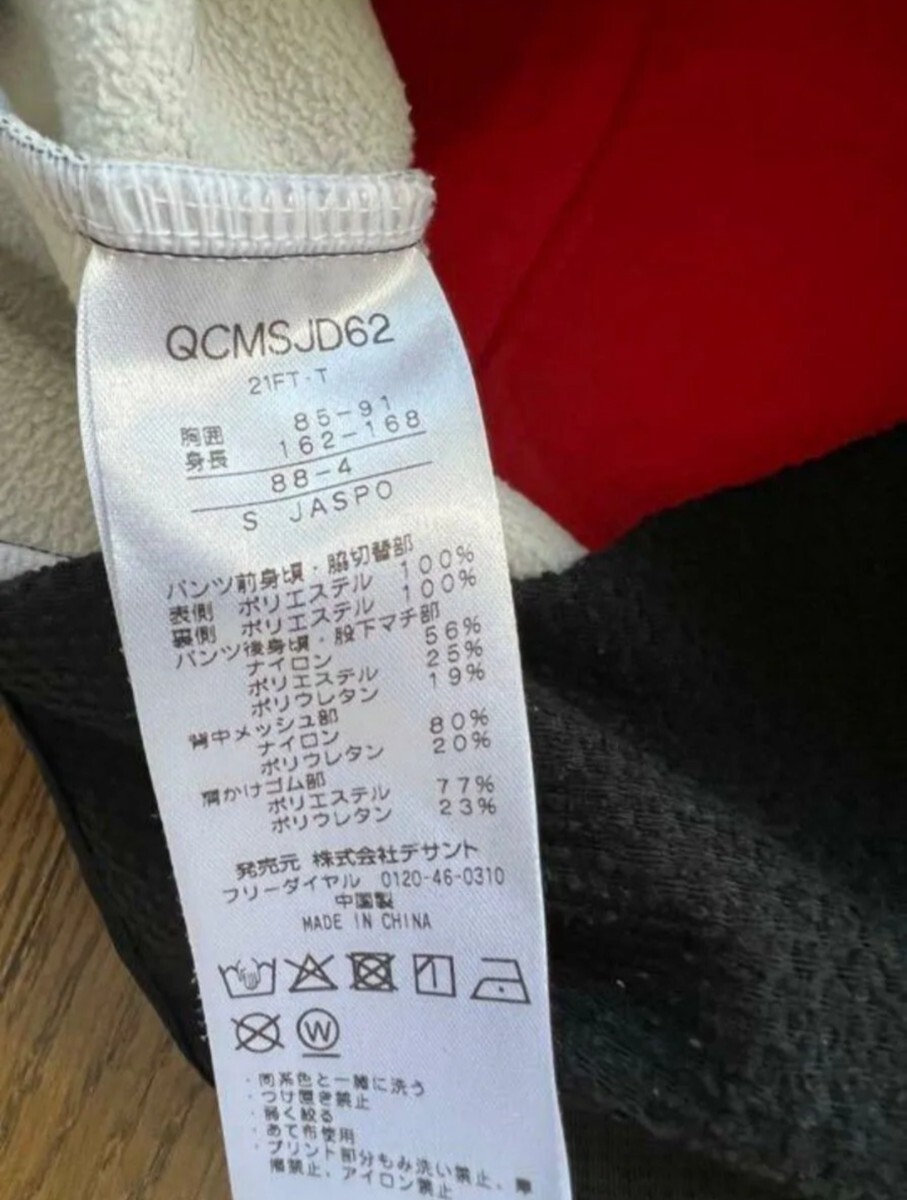 QCMSJD62
21FT-T
胸囲 85-91
身長 162-168
88-4
S JASPO
パンツ前身頃・脇切替部
表側 ポリエステル 100%
裏側 ポリエステル 100%
パンツ後身頃・股下マチ部
ナイロン 56%
ポリエステル 25%
ポリウレタン 19%
背中メッシュ部
ナイロン 80%
ポリウレタン 20%
肩かけゴム部
ポリエステル 77%
ポリウレタン 23%
発売元 株式会社デサント
フリーダイヤル 0120-46-0310
中国製
MADE IN CHINA
W
・同系色と一緒に洗う
・つけ置き禁止
・弱く絞る
・あて布使用
・プリント部分もみ洗い禁止、摩
擦禁止、アイロン禁止